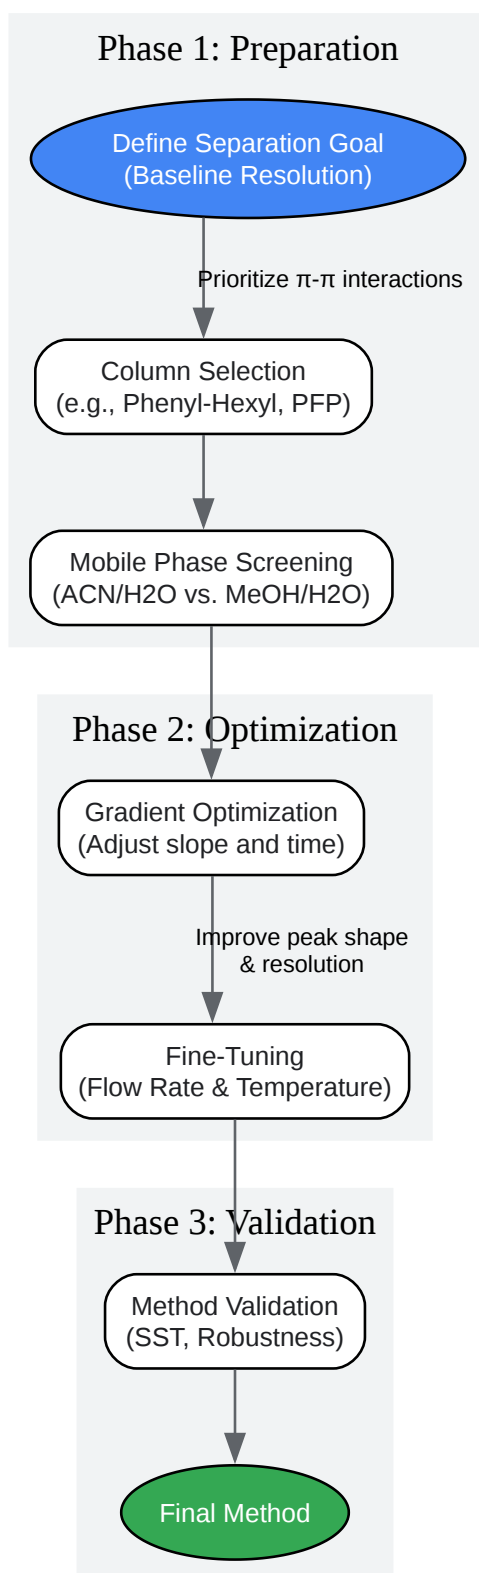 Phase 1: Preparation
Define Separation Goal
(Baseline Resolution)
Prioritize π-π interactions
Column Selection
(e.g., Phenyl-Hexyl, PFP)
Mobile Phase Screening
(ACN/H2O vs. MeOH/H2O)
Phase 2: Optimization
Gradient Optimization
(Adjust slope and time)
Improve peak shape
& resolution
Fine-Tuning
(Flow Rate & Temperature)
Phase 3: Validation
Method Validation
(SST, Robustness)
Final Method